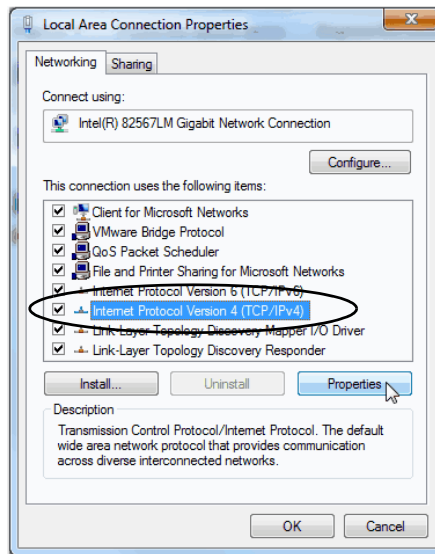 Local Area Connection Properties
Networking
Sharing
Connect using:
Intel(R) 82567LM Gigabit Network Connection
Configure...
This connection uses the following items:
Client for Microsoft Networks
VMware Bridge Protocol
QoS Packet Scheduler
File and Printer Sharing for Microsoft Networks
Internet Protocol Version 6 (TCP/IPv6)
Internet Protocol Version 4 (TCP/IPv4)
Link-Layer Topology Discovery Mapper I/O Driver
Link-Layer Topology Discovery Responder
Install...
Uninstall
Properties
Description
Transmission Control Protocol/Internet Protocol. The default
wide area network protocol that provides communication
across diverse interconnected networks.
OK
Cancel